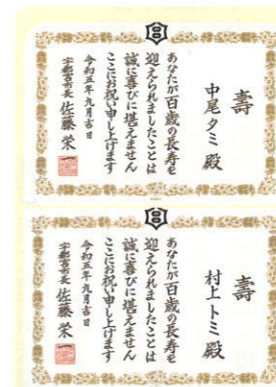 壽
中尾タミ 殿
あなたが百歳の長寿を
迎えられましたことは
誠に喜びに堪えません
ここにお祝い申し上げます
令和五年九月吉日
宇都宮市長 佐藤栄一
壽
村上トミ 殿
あなたが百歳の長寿を
迎えられましたことは
誠に喜びに堪えません
ここにお祝い申し上げます
令和五年九月吉日
宇都宮市長 佐藤栄一